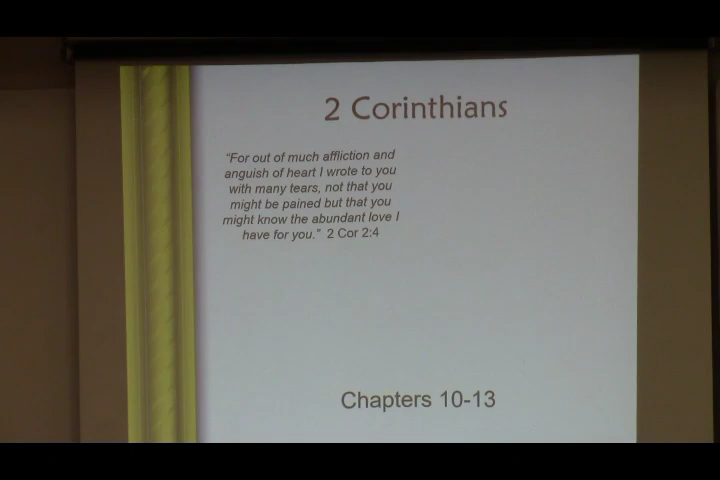 2 Corinthians
"For out of much affliction and
anguish of heart I wrote to you
with many tears, not that you
might be pained but that you
might know the abundant love I
have for you." 2 Cor 2:4
Chapters 10-13